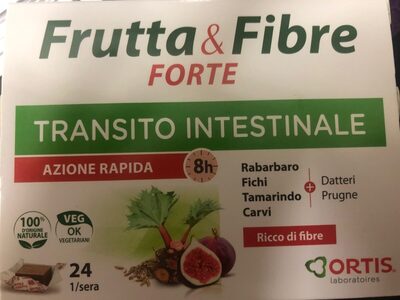 Frutta & Fibre
FORTE
TRANSITO INTESTINALE
AZIONE RAPIDA
8h
Rabarbaro
Fichi
Tamarindo
Carvi
+
Datteri
Prugne
Ricco di fibre
100%
D'ORIGINE
NATURALE
VEG
OK
VEGETARIANI
24
1/sera
ORTIS
laboratoires